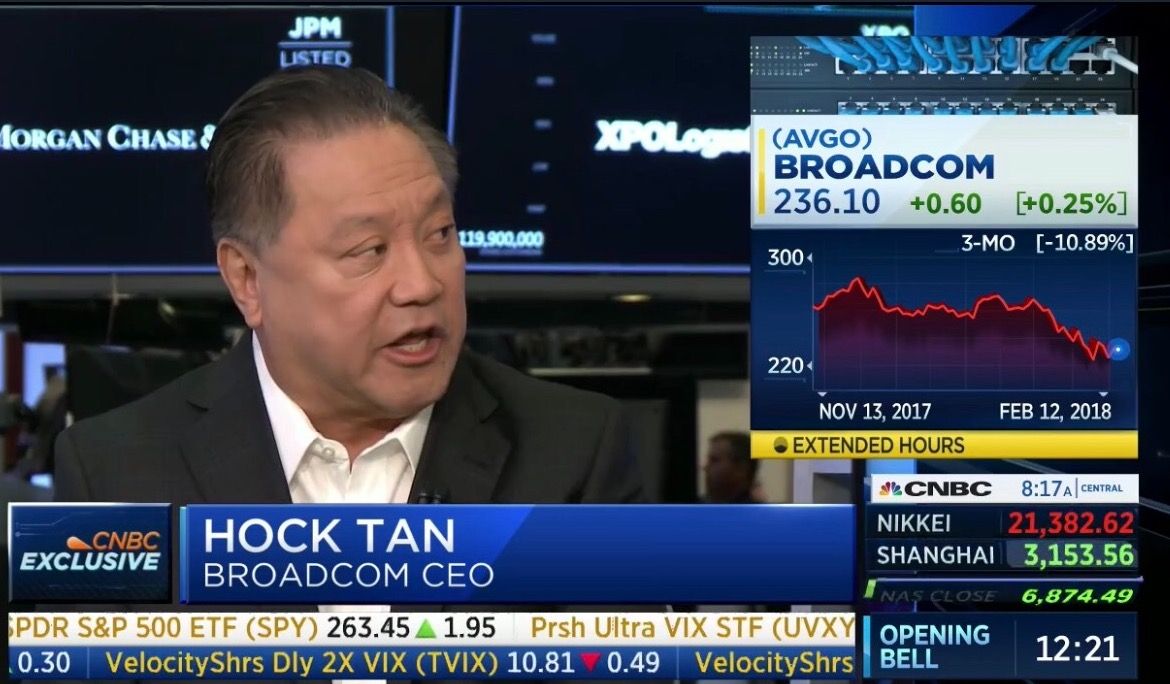 JPM
LISTED
MORGAN CHASE &
XPOLogis
119,900,000
(AVGO)
BROADCOM
236.10 +0.60 [+0.25%]
3-MO [-10.89%]
300
220
NOV 13, 2017 FEB 12, 2018
EXTENDED HOURS
CNBC 8:17A CENTRAL
NIKKEI 21,382.62
SHANGHAI 3,153.56
NAS CLOSE 6,874.49
CNBC
EXCLUSIVE
HOCK TAN
BROADCOM CEO
SPDR S&P 500 ETF (SPY) 263.45 ▲ 1.95 Prsh Ultra VIX STF (UVXY
0.30 VelocityShrs Dly 2X VIX (TVIX) 10.81 ▼ 0.49 VelocityShrs
OPENING
BELL
12:21